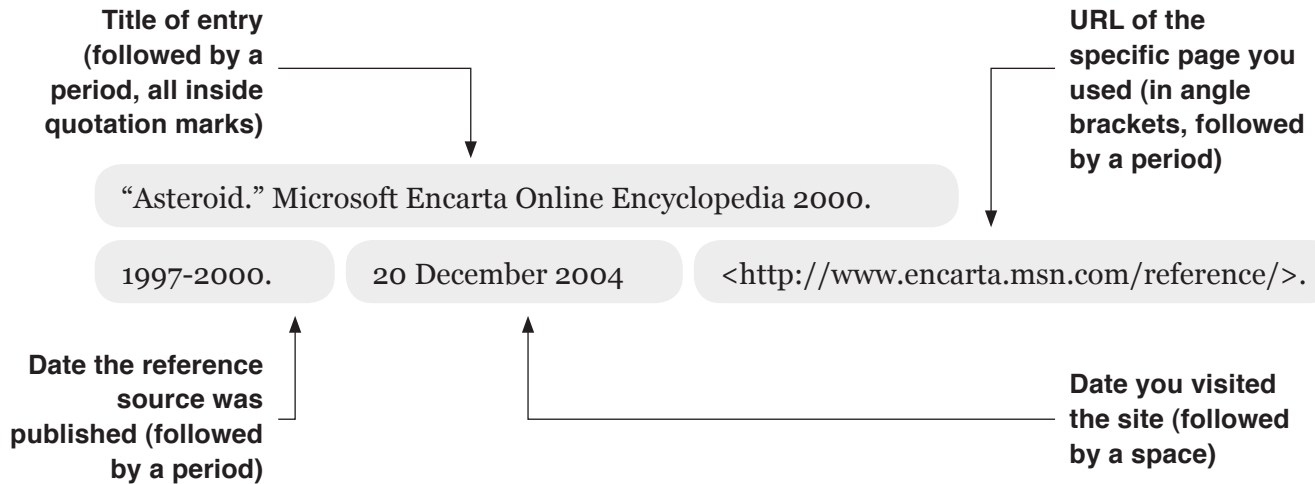 Title of entry
(followed by a
period, all inside
quotation marks)
URL of the
specific page you
used (in angle
brackets, followed
by a period)
“Asteroid.” Microsoft Encarta Online Encyclopedia 2000.
1997-2000. 20 December 2004 <http://www.encarta.msn.com/reference/>.
Date the reference
source was
published (followed
by a period)
Date you visited
the site (followed
by a space)